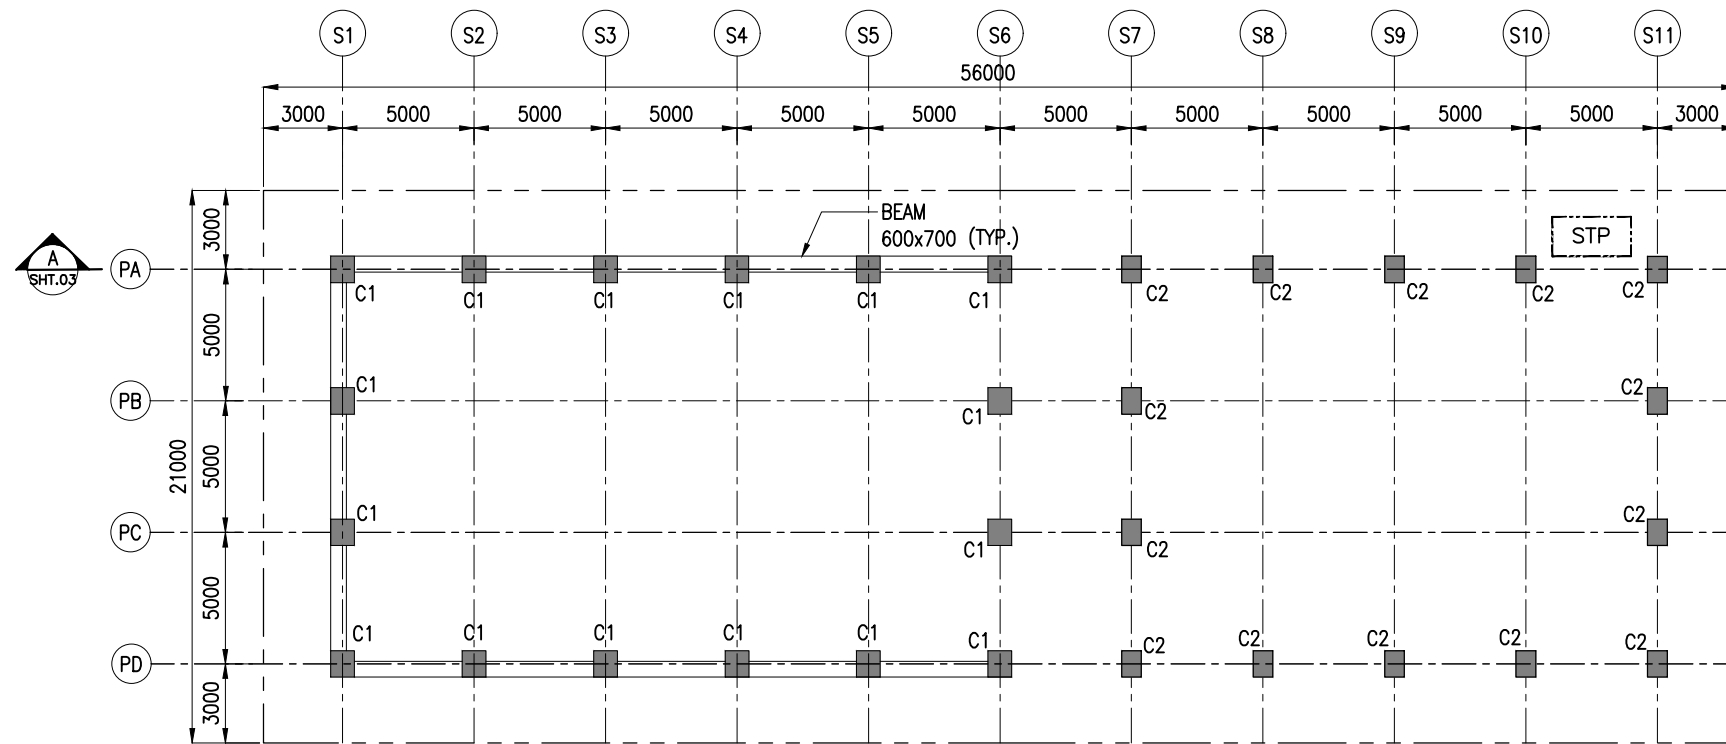 S1 S2 S3 S4 S5 S6 S7 S8 S9 S10 S11
56000
3000 5000 5000 5000 5000 5000 5000 5000 5000 5000 5000 3000
3000
BEAM
600x700 (TYP.)
STP
A
SHT.03
PA
C1 C1 C1 C1 C1 C1 C2 C2 C2 C2 C2
5000
PB
C1 C1 C2 C2
21000
5000
PC
C1 C1 C2 C2
5000
C1 C1 C1 C1 C1 C1 C2 C2 C2 C2 C2
PD
3000